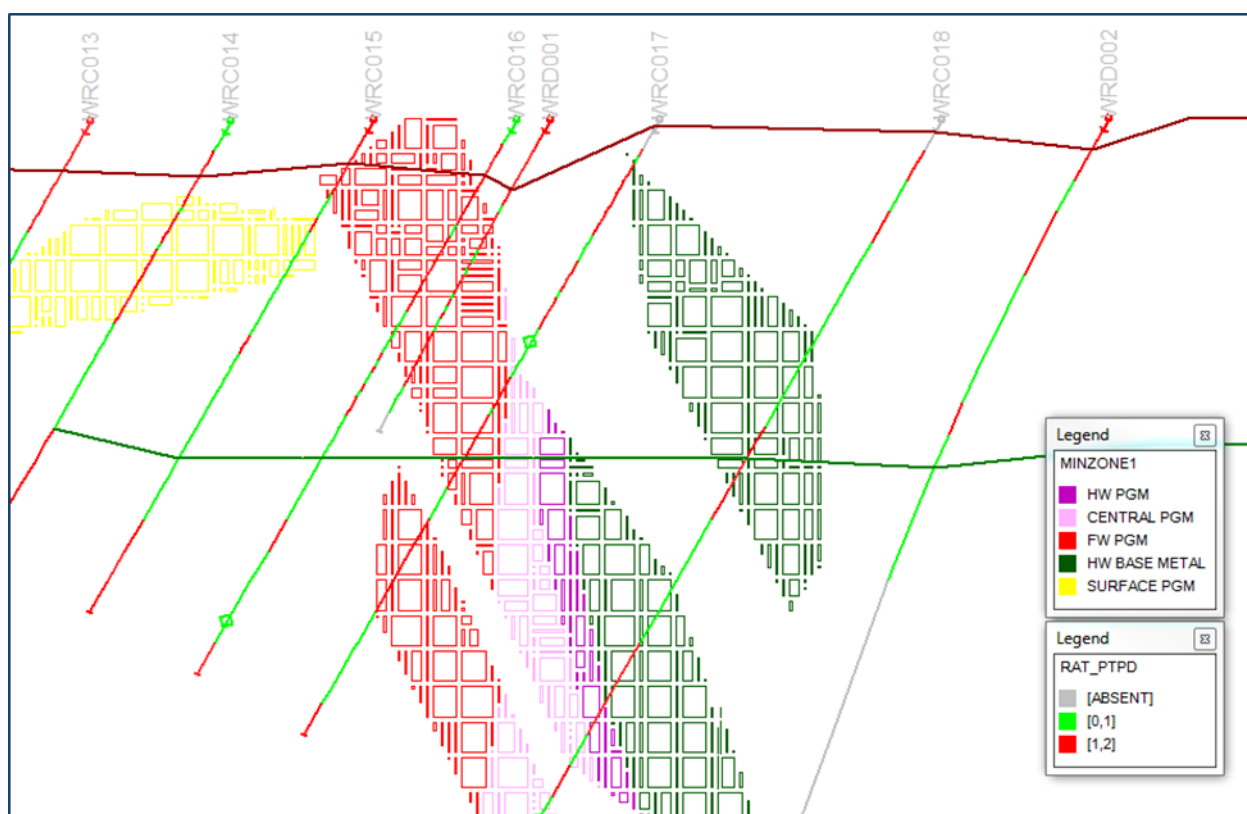 WRC013
WRC014
WRC015
WRC016
WRD001
WRC017
WRC018
WRD002
Legend
MINZONE1
HW PGM
CENTRAL PGM
FW PGM
HW BASE METAL
SURFACE PGM
Legend
RAT_PTPD
[ABSENT]
[0,1]
[1,2]